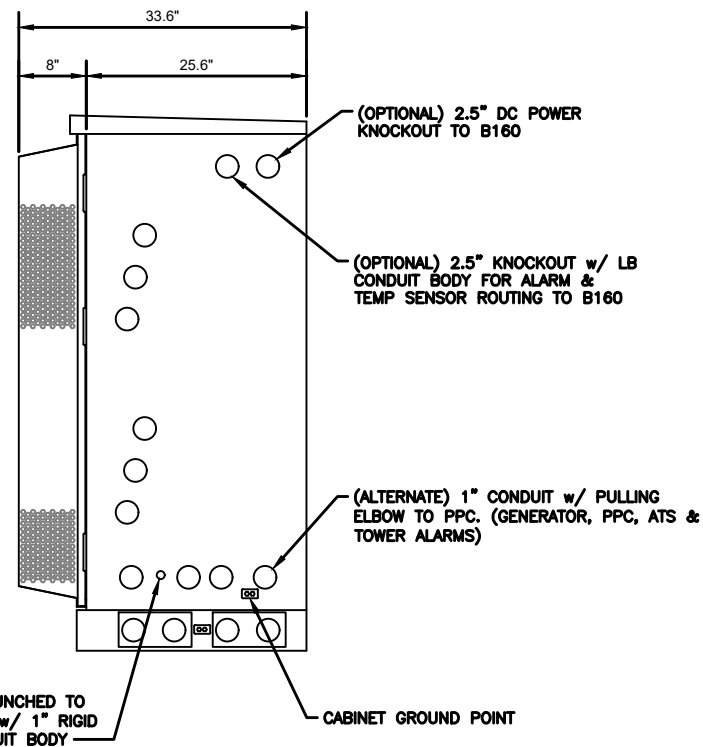 33.6"
8" 25.6"
(OPTIONAL) 2.5" DC POWER
KNOCKOUT TO B160
(OPTIONAL) 2.5" KNOCKOUT w/ LB
CONDUIT BODY FOR ALARM &
TEMP SENSOR ROUTING TO B160
(ALTERNATE) 1" CONDUIT w/ PULLING
ELBOW TO PPC. (GENERATOR, PPC, ATS &
TOWER ALARMS)
TO
w/ 1" RIGID
BODY
CABINET GROUND POINT